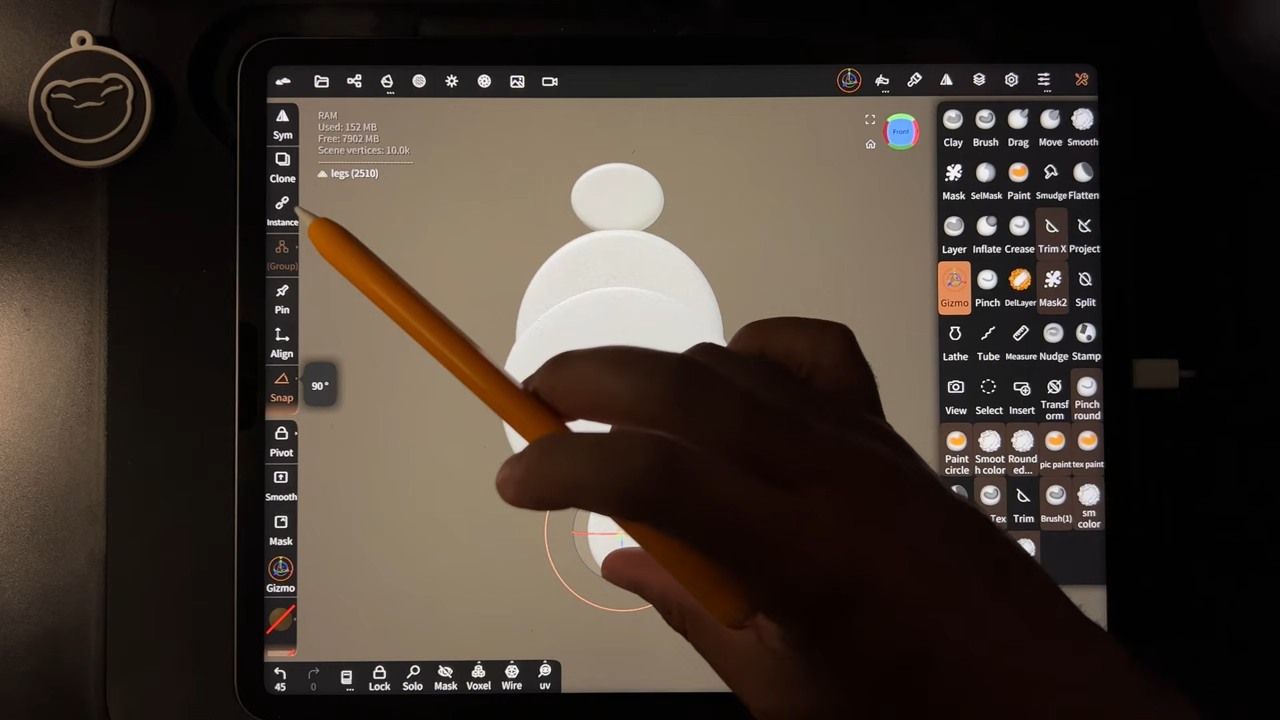 RAM
Used: 152 MB
Free: 7902 MB
Scene vertices: 10.0k
legs (2510)
Front
Sym
Clone
Instance
(Group)
Pin
Align
Snap
90°
Pivot
Smooth
Mask
Gizmo
Clay Brush Drag Move Smooth
Mask SelMask Paint Smudge Flatten
Layer Inflate Crease Trim X Project
Gizmo Pinch DelLayer Mask2 Split
Lathe Tube Measure Nudge Stamp
View Select Insert Transf Pinch
orm round
Paint Smoot Round pic paint tex paint
circle h color ed...
Tex Trim Brush(1) sm
color
45 0 Lock Solo Mask Voxel Wire uv